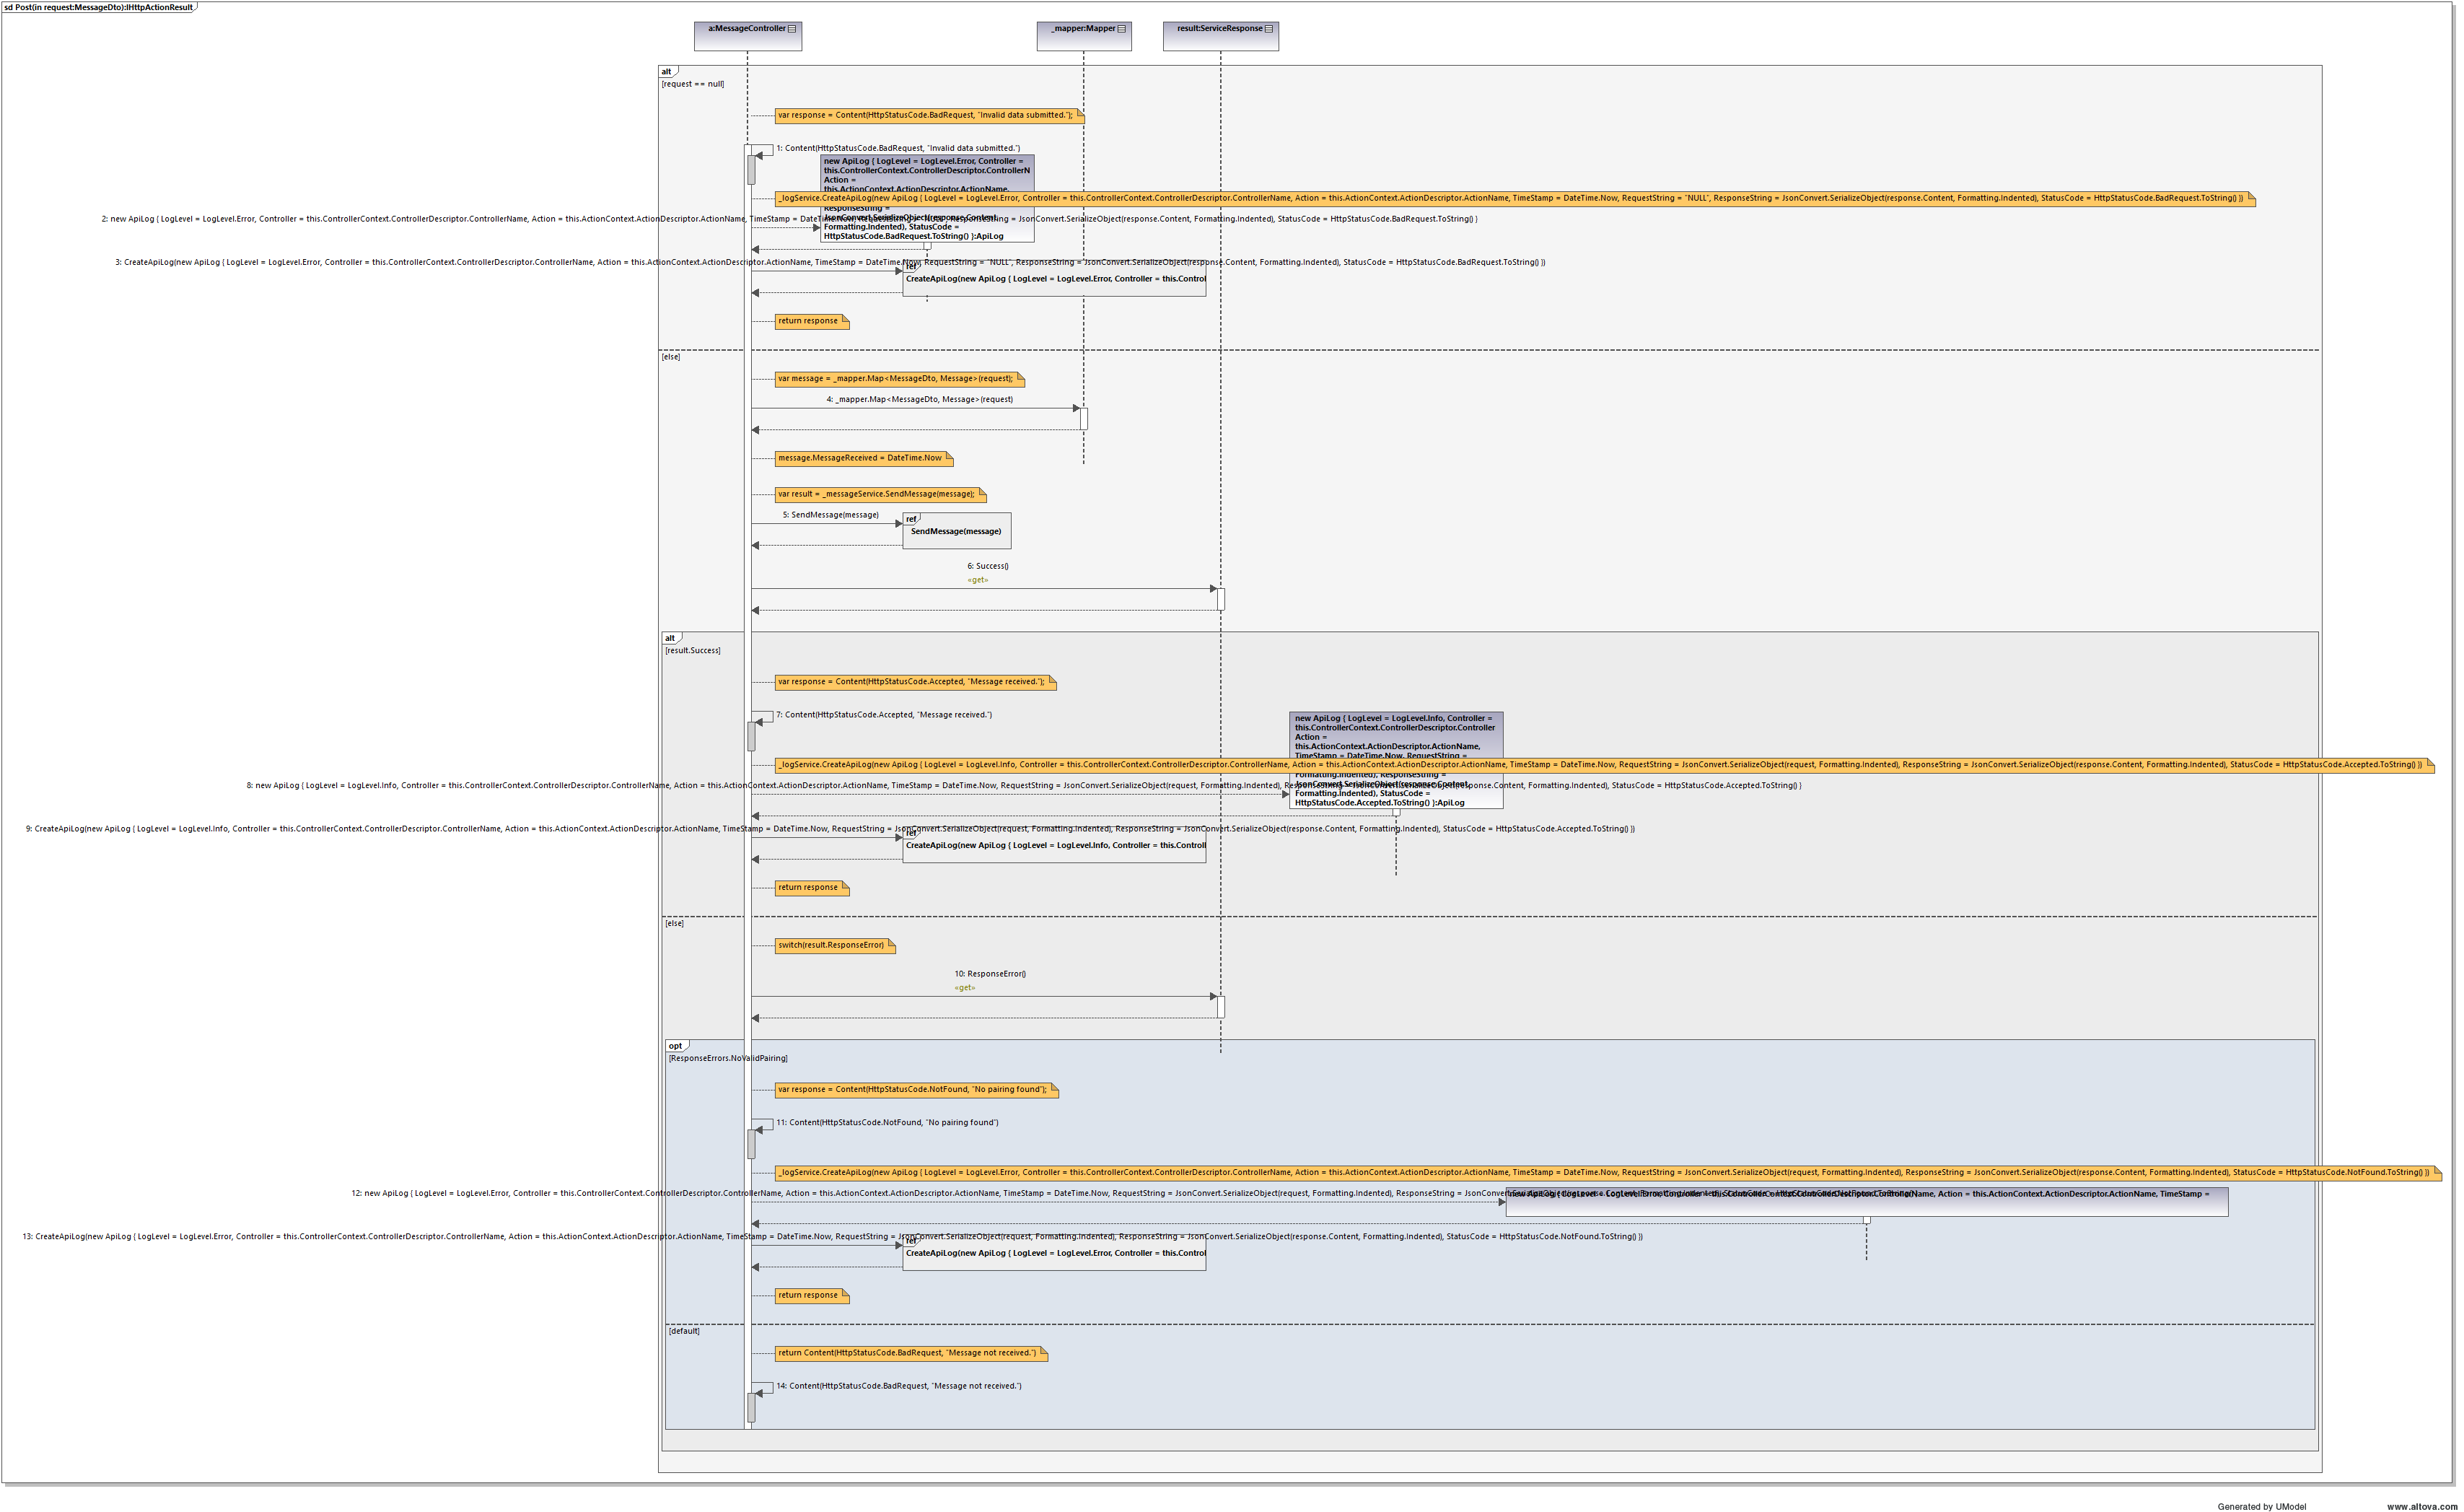 sd Post(in request:MessageDto):IHttpActionResult
a:MessageController
_mapper:Mapper
result:ServiceResponse
alt
[request == null]
var response = Content(HttpStatusCode.BadRequest, "Invalid data submitted.");
1: Content(HttpStatusCode.BadRequest, "Invalid data submitted.")
new ApiLog { LogLevel = LogLevel.Error, Controller =
this.ControllerContext.ControllerDescriptor.ControllerN
Action =
this.ActionContext.ActionDescriptor.ActionName,
_logService.CreateApiLog(new ApiLog { LogLevel = LogLevel.Error, Controller = this.ControllerContext.ControllerDescriptor.ControllerName, Action = this.ActionContext.ActionDescriptor.ActionName, TimeStamp = DateTime.Now, RequestString = "NULL", ResponseString = JsonConvert.SerializeObject(response.Content, Formatting.Indented), StatusCode = HttpStatusCode.BadRequest.ToString() })
ResponseString =
JsonConvert.SerializeObject(response.Content,
2: new ApiLog { LogLevel = LogLevel.Error, Controller = this.ControllerContext.ControllerDescriptor.ControllerName, Action = this.ActionContext.ActionDescriptor.ActionName, TimeStamp = DateTime.Now, RequestString = "NULL", ResponseString = JsonConvert.SerializeObject(response.Content, Formatting.Indented), StatusCode = HttpStatusCode.BadRequest.ToString() }
Formatting.Indented), StatusCode =
HttpStatusCode.BadRequest.ToString() }:ApiLog
3: CreateApiLog(new ApiLog { LogLevel = LogLevel.Error, Controller = this.ControllerContext.ControllerDescriptor.ControllerName, Action = this.ActionContext.ActionDescriptor.ActionName, TimeStamp = DateTime.Now, RequestString = "NULL", ResponseString = JsonConvert.SerializeObject(response.Content, Formatting.Indented), StatusCode = HttpStatusCode.BadRequest.ToString() })
ref
CreateApiLog(new ApiLog { LogLevel = LogLevel.Error, Controller = this.Control
return response
[else]
var message = _mapper.Map<MessageDto, Message>(request);
4: _mapper.Map<MessageDto, Message>(request)
message.MessageReceived = DateTime.Now
var result = _messageService.SendMessage(message);
5: SendMessage(message)
ref
SendMessage(message)
6: Success()
«get»
alt
[result.Success]
var response = Content(HttpStatusCode.Accepted, "Message received.");
7: Content(HttpStatusCode.Accepted, "Message received.")
new ApiLog { LogLevel = LogLevel.Info, Controller =
this.ControllerContext.ControllerDescriptor.Controller
Action =
this.ActionContext.ActionDescriptor.ActionName,
TimeStamp = DateTime.Now, RequestString =
_logService.CreateApiLog(new ApiLog { LogLevel = LogLevel.Info, Controller = this.ControllerContext.ControllerDescriptor.ControllerName, Action = this.ActionContext.ActionDescriptor.ActionName, TimeStamp = DateTime.Now, RequestString = JsonConvert.SerializeObject(request, Formatting.Indented), ResponseString = JsonConvert.SerializeObject(response.Content, Formatting.Indented), StatusCode = HttpStatusCode.Accepted.ToString() })
Formatting.Indented), ResponseString =
JsonConvert.SerializeObject(response.Content,
8: new ApiLog { LogLevel = LogLevel.Info, Controller = this.ControllerContext.ControllerDescriptor.ControllerName, Action = this.ActionContext.ActionDescriptor.ActionName, TimeStamp = DateTime.Now, RequestString = JsonConvert.SerializeObject(request, Formatting.Indented), ResponseString = JsonConvert.SerializeObject(response.Content, Formatting.Indented), StatusCode = HttpStatusCode.Accepted.ToString() }
Formatting.Indented), StatusCode =
HttpStatusCode.Accepted.ToString() }:ApiLog
9: CreateApiLog(new ApiLog { LogLevel = LogLevel.Info, Controller = this.ControllerContext.ControllerDescriptor.ControllerName, Action = this.ActionContext.ActionDescriptor.ActionName, TimeStamp = DateTime.Now, RequestString = JsonConvert.SerializeObject(request, Formatting.Indented), ResponseString = JsonConvert.SerializeObject(response.Content, Formatting.Indented), StatusCode = HttpStatusCode.Accepted.ToString() })
ref
CreateApiLog(new ApiLog { LogLevel = LogLevel.Info, Controller = this.Controll
return response
[else]
switch(result.ResponseError)
10: ResponseError()
«get»
opt
[ResponseErrors.NoValidPairing]
var response = Content(HttpStatusCode.NotFound, "No pairing found");
11: Content(HttpStatusCode.NotFound, "No pairing found")
_logService.CreateApiLog(new ApiLog { LogLevel = LogLevel.Error, Controller = this.ControllerContext.ControllerDescriptor.ControllerName, Action = this.ActionContext.ActionDescriptor.ActionName, TimeStamp = DateTime.Now, RequestString = JsonConvert.SerializeObject(request, Formatting.Indented), ResponseString = JsonConvert.SerializeObject(response.Content, Formatting.Indented), StatusCode = HttpStatusCode.NotFound.ToString() })
12: new ApiLog { LogLevel = LogLevel.Error, Controller = this.ControllerContext.ControllerDescriptor.ControllerName, Action = this.ActionContext.ActionDescriptor.ActionName, TimeStamp = DateTime.Now, RequestString = JsonConvert.SerializeObject(request, Formatting.Indented), ResponseString = JsonConvert.SerializeObject(response.Content, Formatting.Indented), StatusCode = HttpStatusCode.NotFound.ToString() }
new ApiLog { LogLevel = LogLevel.Error, Controller = this.ControllerContext.ControllerDescriptor.ControllerName, Action = this.ActionContext.ActionDescriptor.ActionName, TimeStamp =
13: CreateApiLog(new ApiLog { LogLevel = LogLevel.Error, Controller = this.ControllerContext.ControllerDescriptor.ControllerName, Action = this.ActionContext.ActionDescriptor.ActionName, TimeStamp = DateTime.Now, RequestString = JsonConvert.SerializeObject(request, Formatting.Indented), ResponseString = JsonConvert.SerializeObject(response.Content, Formatting.Indented), StatusCode = HttpStatusCode.NotFound.ToString() })
ref
CreateApiLog(new ApiLog { LogLevel = LogLevel.Error, Controller = this.Control
return response
[default]
return Content(HttpStatusCode.BadRequest, "Message not received.")
14: Content(HttpStatusCode.BadRequest, "Message not received.")
Generated by UModel
www.altova.com